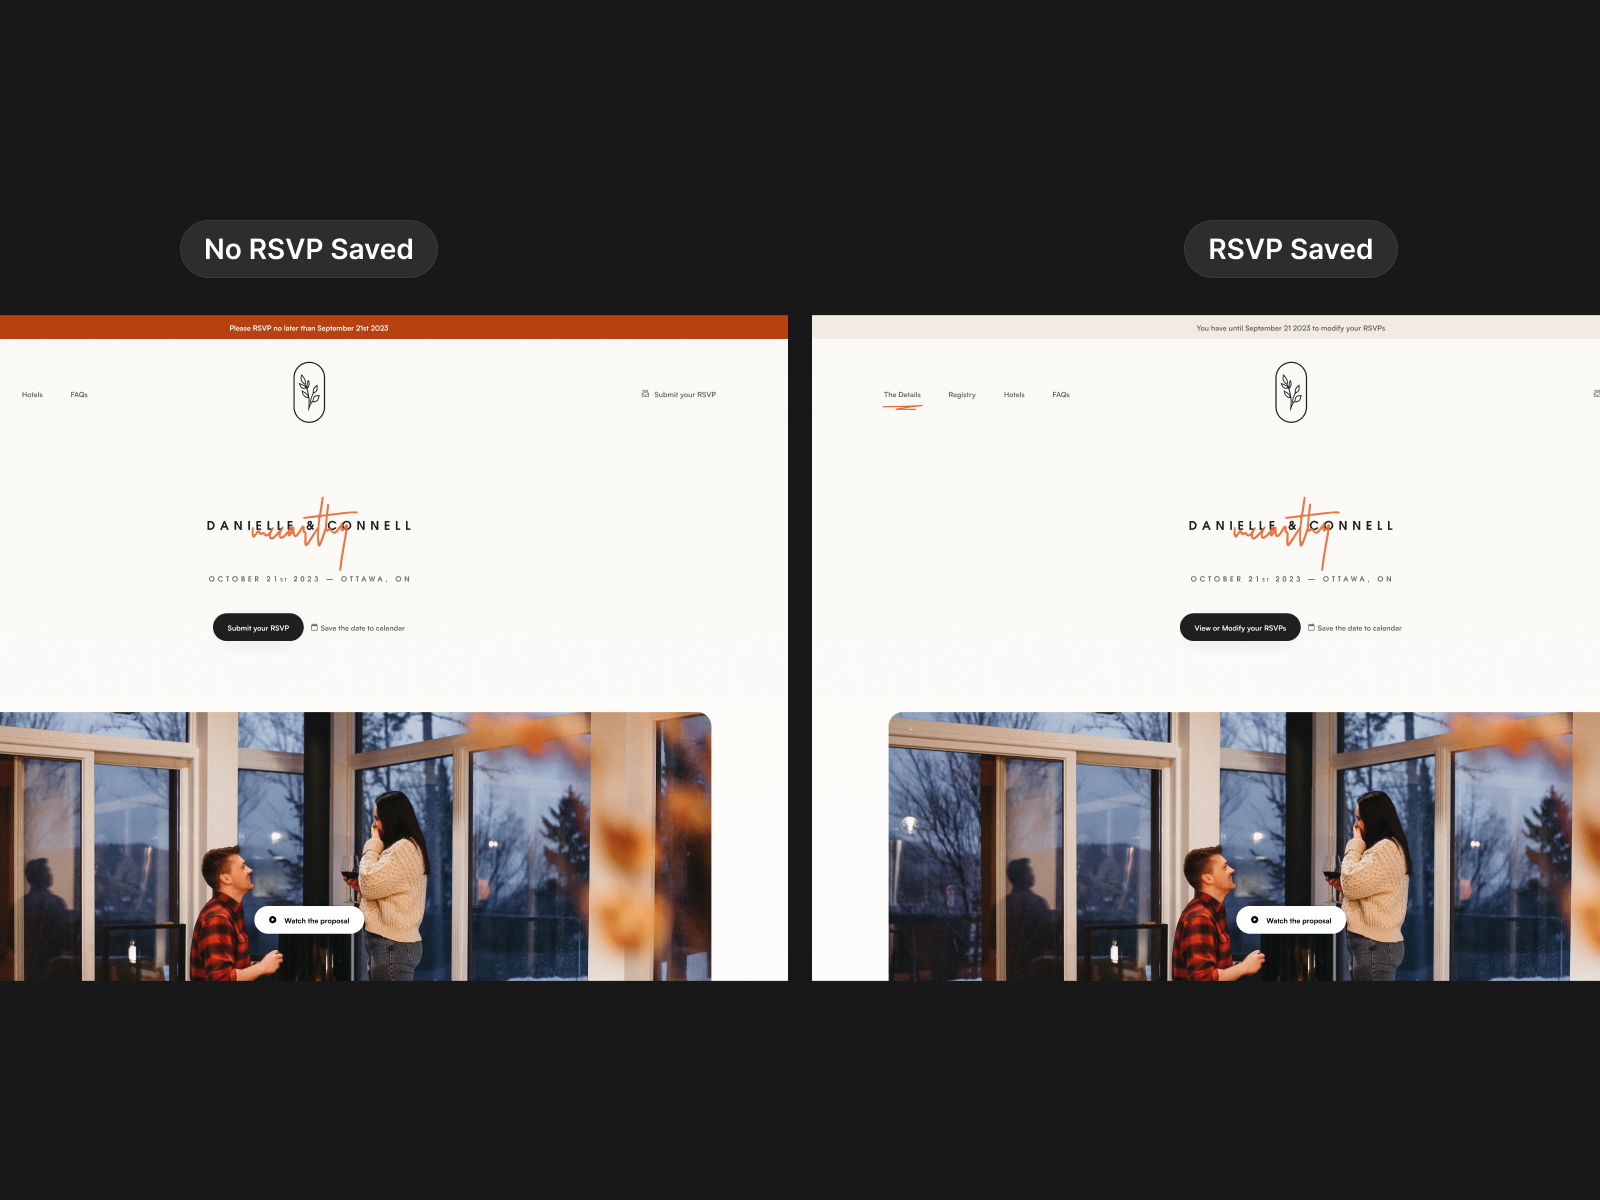 No RSVP Saved
Please RSVP no later than September 21st 2023
Hotels FAQs Submit your RSVP
DANIELLE & CONNELL
mccarthy
OCTOBER 21ST 2023 — OTTAWA, ON
Submit your RSVP Save the date to calendar
Watch the proposal
RSVP Saved
You have until September 21 2023 to modify your RSVPs
The Details Registry Hotels FAQs
DANIELLE & CONNELL
mccarthy
OCTOBER 21ST 2023 — OTTAWA, ON
View or Modify your RSVPs Save the date to calendar
Watch the proposal